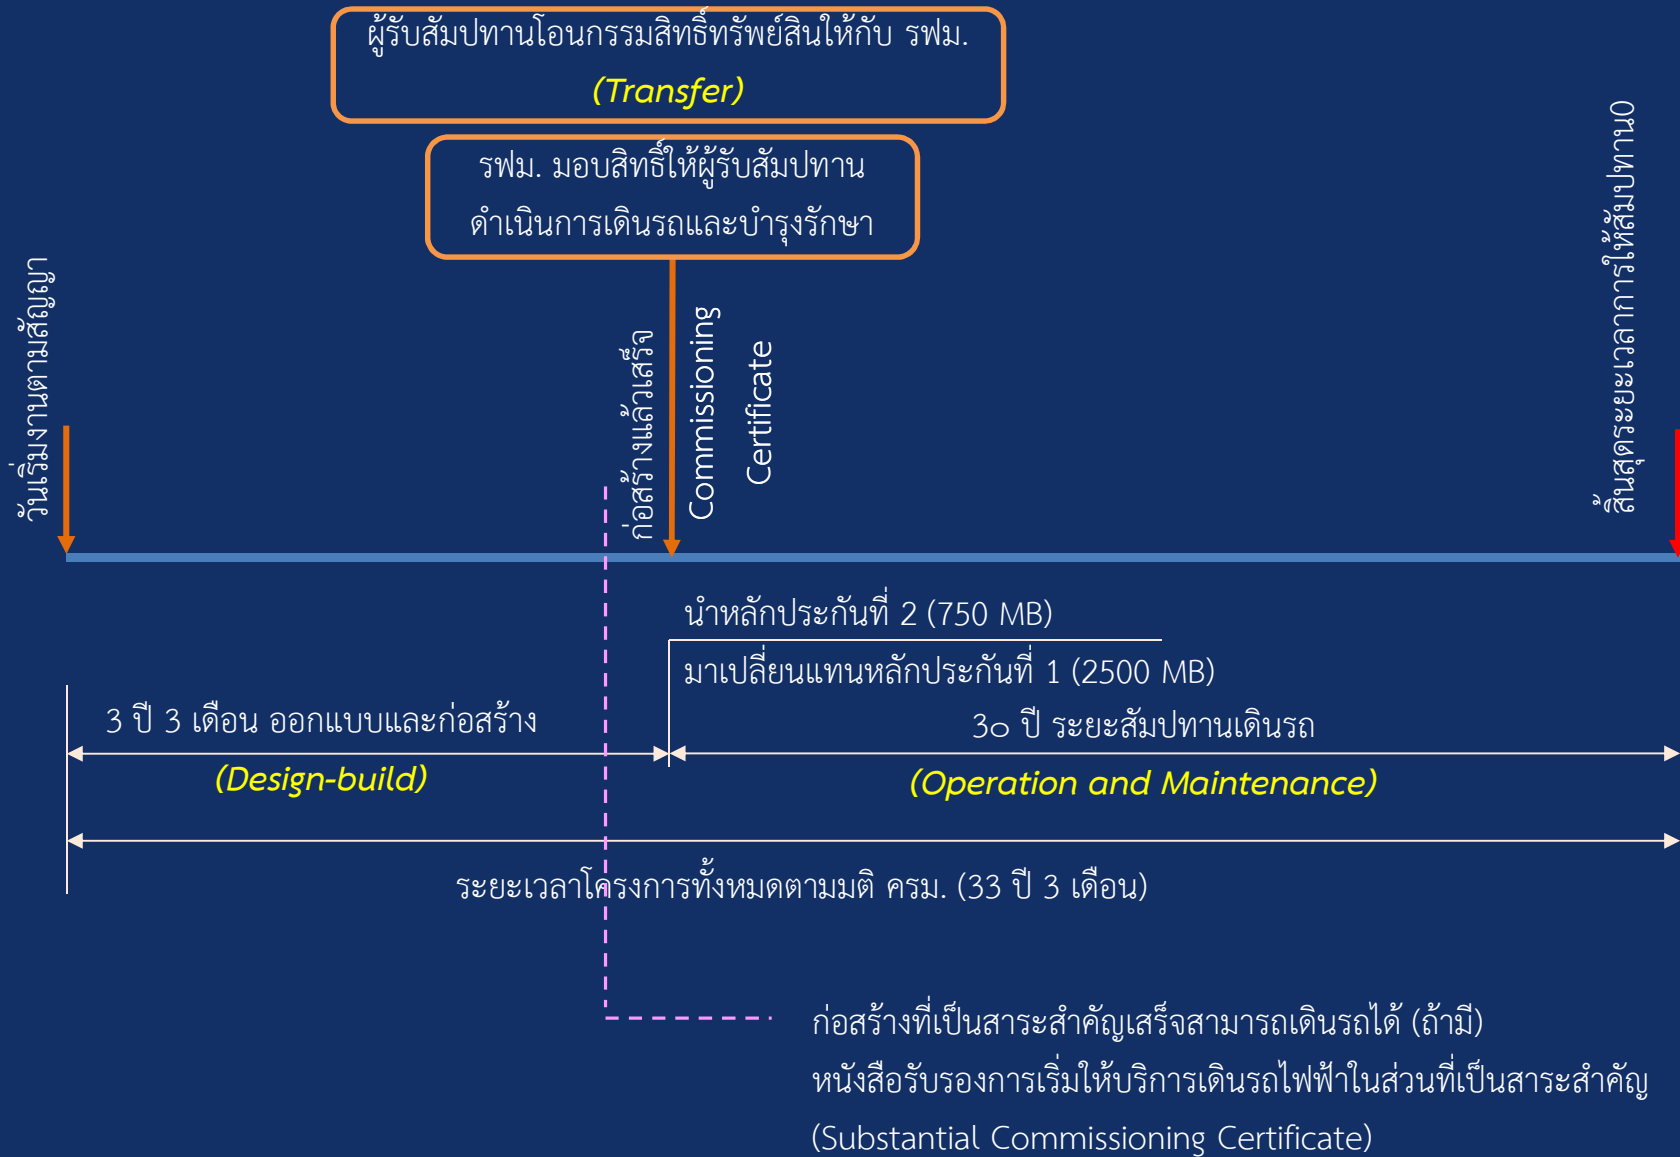 ผู้รับสัมปทานโอนกรรมสิทธิ์ทรัพย์สินให้กับ รฟม.
(Transfer)
รฟม. มอบสิทธิ์ให้ผู้รับสัมปทาน
ดำเนินการเดินรถและบำรุงรักษา
วันเริ่มงานตามสัญญา
ก่อสร้างแล้วเสร็จ
Commissioning
Certificate
สิ้นสุดระยะเวลาการให้สัมปทาน0
นำหลักประกันที่ 2 (750 MB)
มาเปลี่ยนแทนหลักประกันที่ 1 (2500 MB)
3 ปี 3 เดือน ออกแบบและก่อสร้าง
(Design-build)
3๐ ปี ระยะสัมปทานเดินรถ
(Operation and Maintenance)
ระยะเวลาโครงการทั้งหมดตามมติ ครม. (33 ปี 3 เดือน)
ก่อสร้างที่เป็นสาระสำคัญเสร็จสามารถเดินรถได้ (ถ้ามี)
หนังสือรับรองการเริ่มให้บริการเดินรถไฟฟ้าในส่วนที่เป็นสาระสำคัญ
(Substantial Commissioning Certificate)